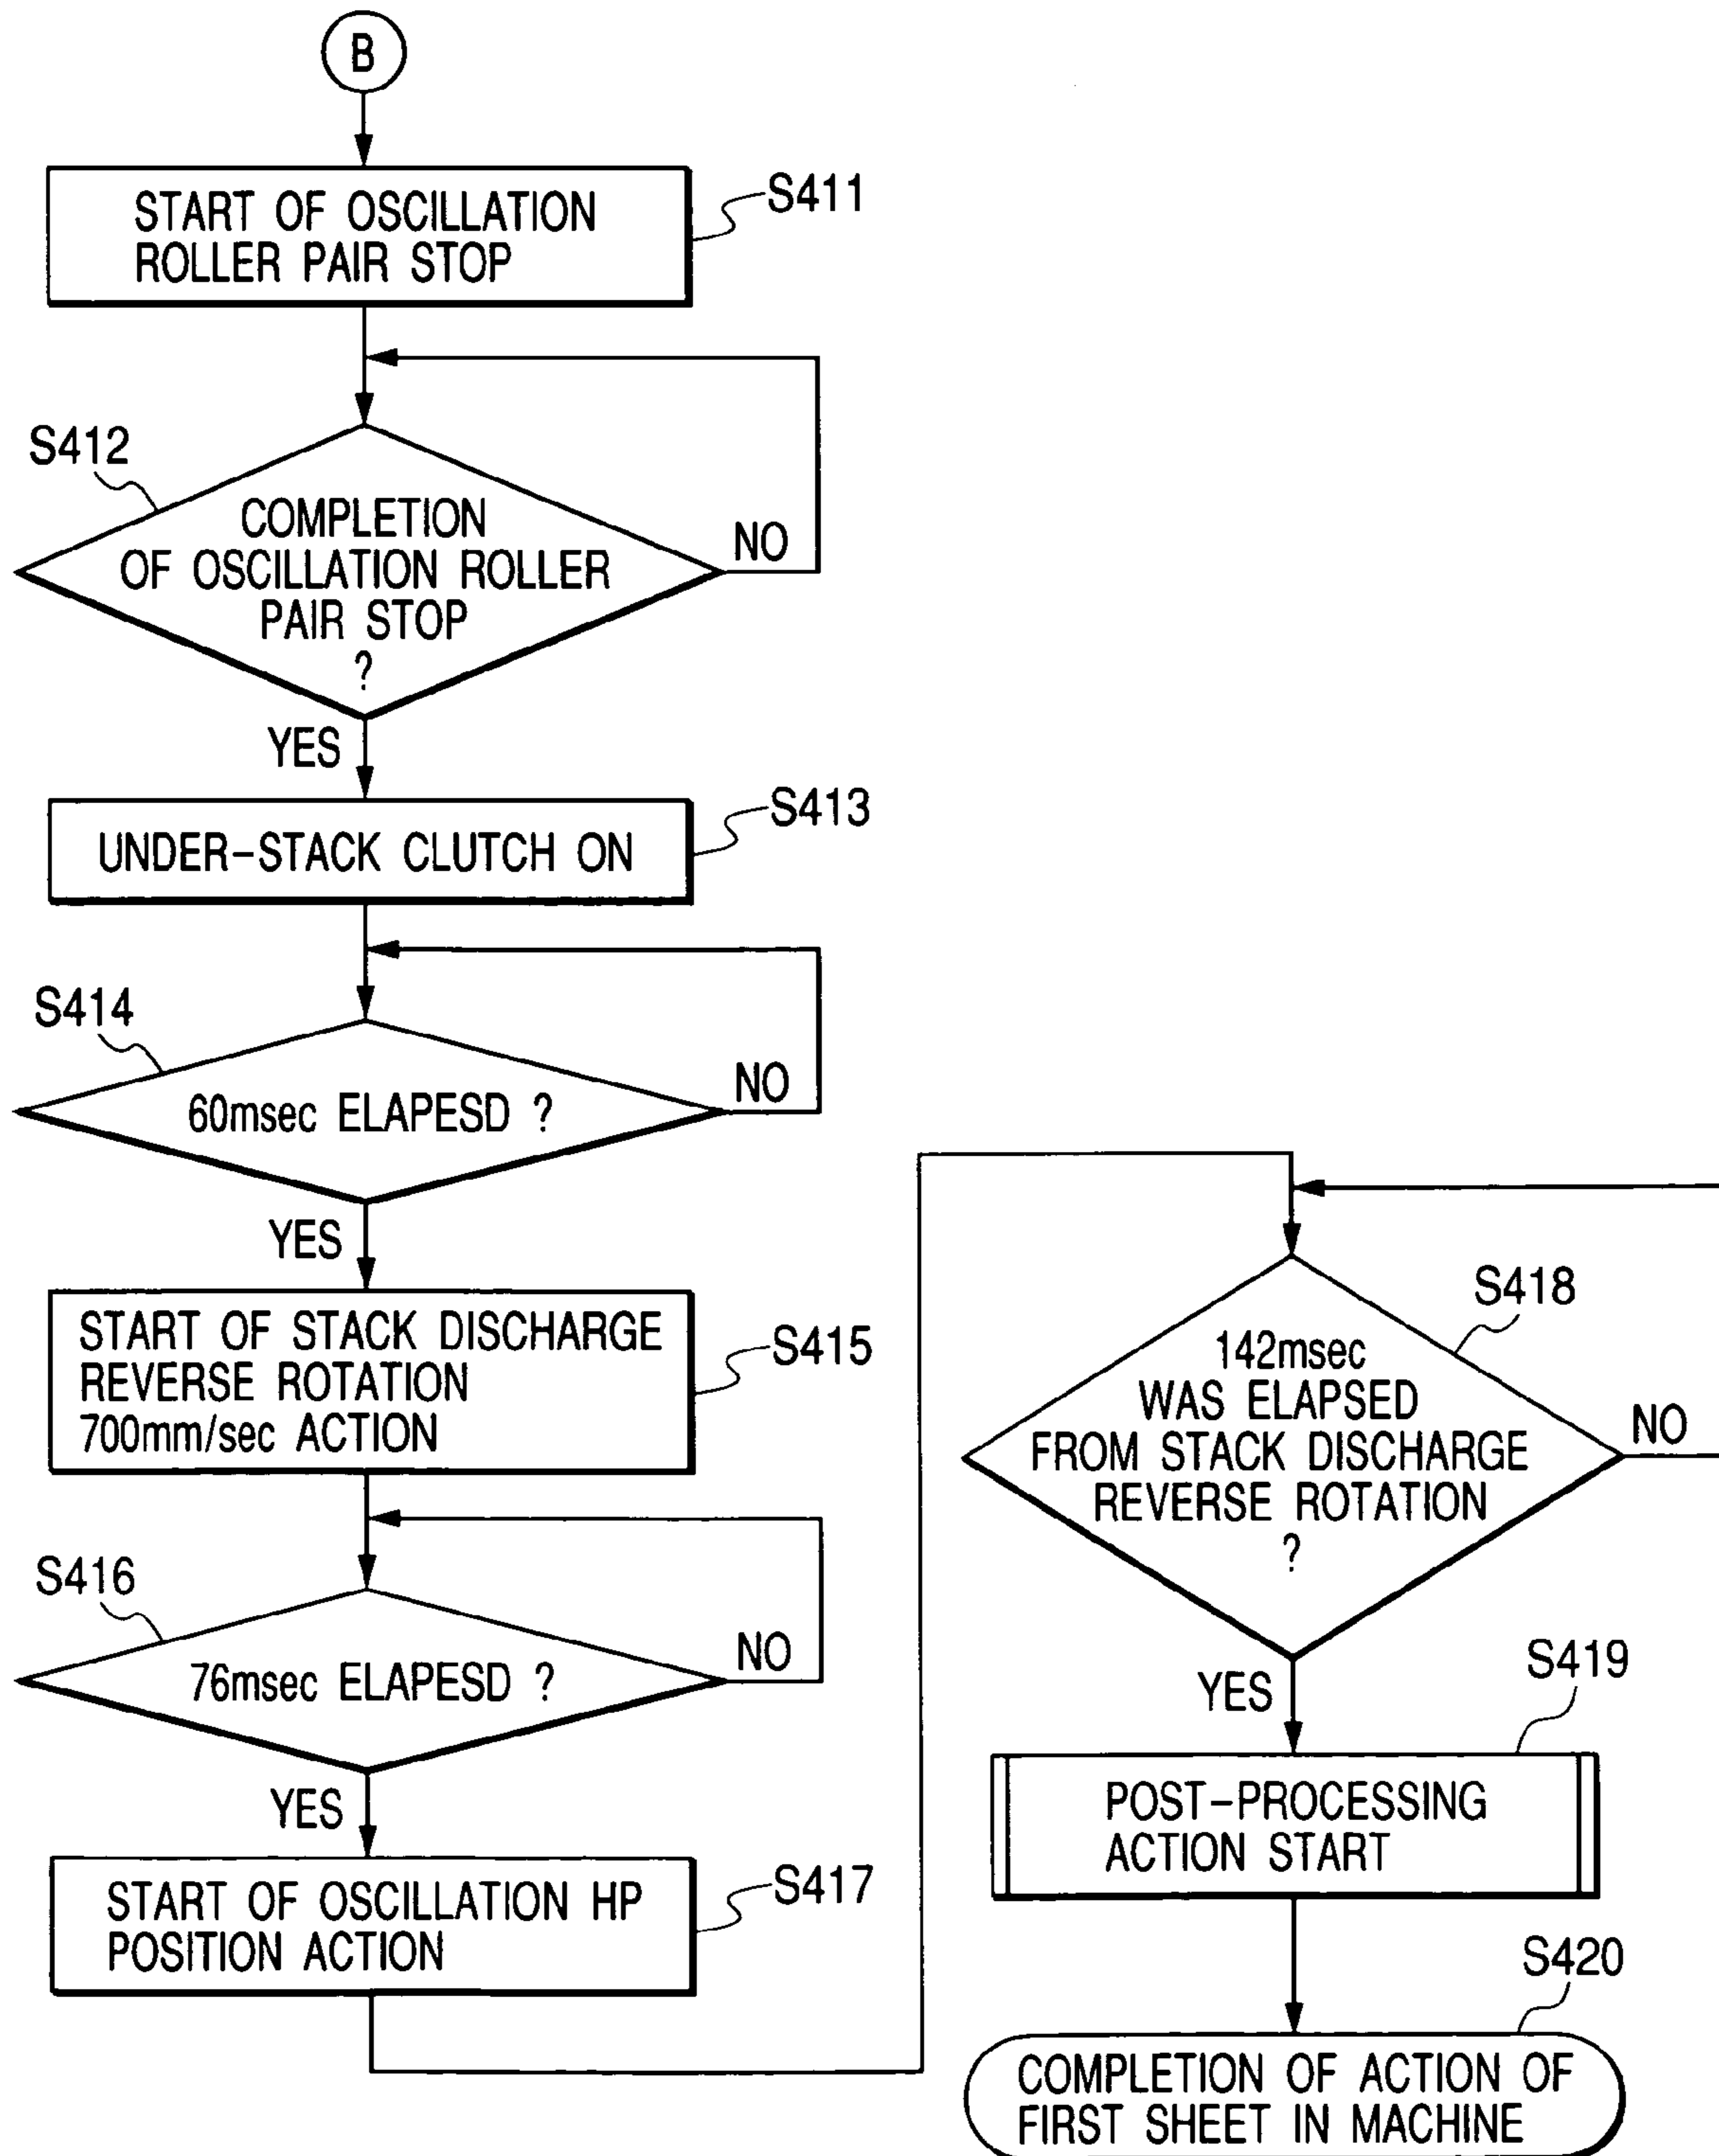 B
START OF OSCILLATION
ROLLER PAIR STOP
S411
S412
COMPLETION
OF OSCILLATION ROLLER
PAIR STOP
?
NO
YES
UNDER-STACK CLUTCH ON
S413
S414
60msec ELAPESD ?
NO
YES
START OF STACK DISCHARGE
REVERSE ROTATION
700mm/sec ACTION
S415
S416
76msec ELAPESD ?
NO
YES
START OF OSCILLATION HP
POSITION ACTION
S417
S418
142msec
WAS ELAPSED
FROM STACK DISCHARGE
REVERSE ROTATION
?
NO
YES
S419
POST-PROCESSING
ACTION START
S420
COMPLETION OF ACTION OF
FIRST SHEET IN MACHINE